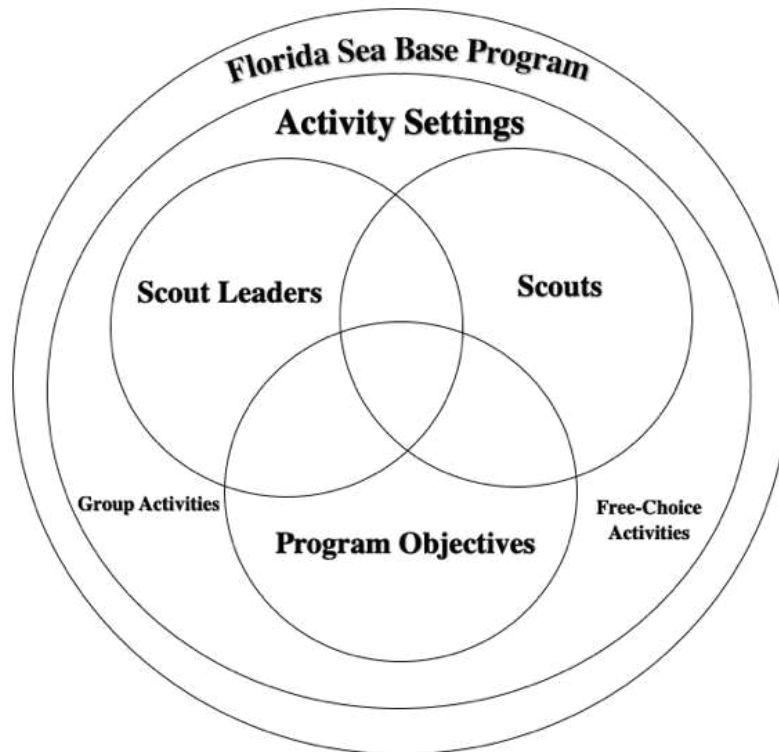 Florida Sea Base Program
Activity Settings
Scout Leaders
Scouts
Group Activities
Free-Choice
Activities
Program Objectives